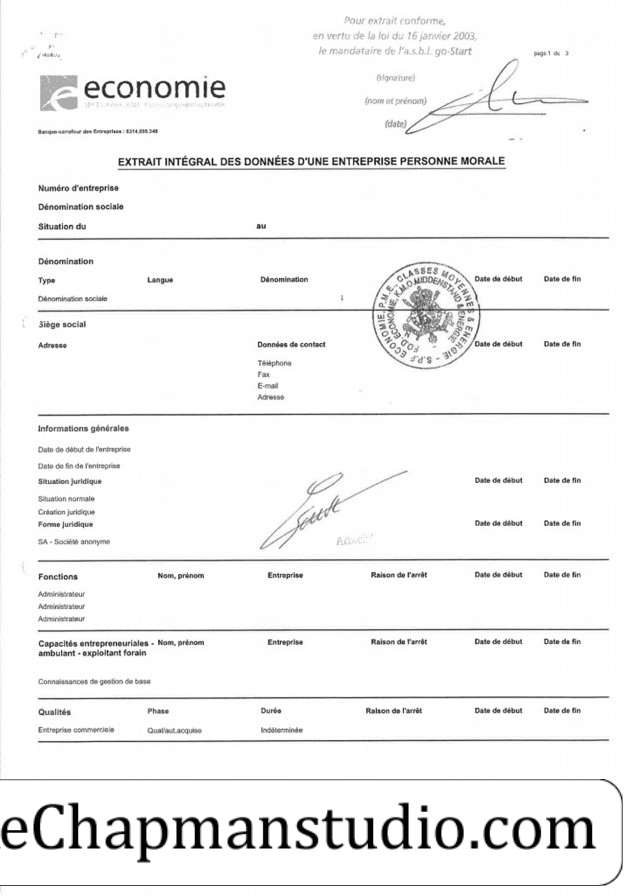 Pour extrait conforme,
en vertu de la loi du 16 janvier 2003,
le mandataire de l'a.s.b.l. go-Start
page 1 de 3
(signature)
(nom et prénom)
(date)
economie
Banque-carrefour des Entreprises :
EXTRAIT INTÉGRAL DES DONNÉES D'UNE ENTREPRISE PERSONNE MORALE
Numéro d'entreprise
Dénomination sociale
Situation du au
Dénomination
Type Langue Dénomination Date de début Date de fin
Dénomination sociale
S.P.F. ECONOMIE, P.M.E., CLASSES MOYENNES & ENERGIE
F.O.D. ECONOMIE, K.M.O. MIDDENSTAND & ENERGIE
Siège social
Adresse Données de contact Date de début Date de fin
Téléphone
Fax
E-mail
Adresse
Informations générales
Date de début de l'entreprise
Date de fin de l'entreprise
Situation juridique Date de début Date de fin
Situation normale
Création juridique
Forme juridique Date de début Date de fin
SA - Société anonyme
Fonctions Nom, prénom Entreprise Raison de l'arrêt Date de début Date de fin
Administrateur
Administrateur
Administrateur
Capacités entrepreneuriales - Nom, prénom Entreprise Raison de l'arrêt Date de début Date de fin
ambulant - exploitant forain
Connaissances de gestion de base
Qualités Phase Durée Raison de l'arrêt Date de début Date de fin
Entreprise commerciale Qual/aut.acquise Indéterminée
eChapmanstudio.com